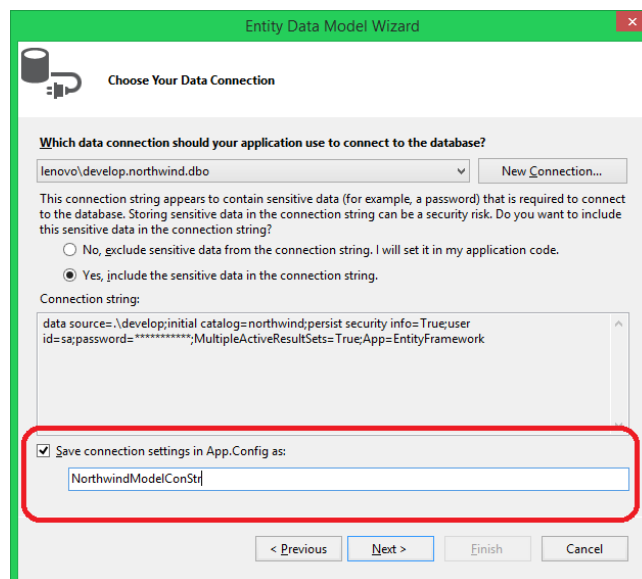 Entity Data Model Wizard
Choose Your Data Connection
Which data connection should your application use to connect to the database?
lenovo\develop.northwind.dbo
New Connection...
This connection string appears to contain sensitive data (for example, a password) that is required to connect
to the database. Storing sensitive data in the connection string can be a security risk. Do you want to include
this sensitive data in the connection string?
No, exclude sensitive data from the connection string. I will set it in my application code.
Yes, include the sensitive data in the connection string.
Connection string:
data source=.\develop;initial catalog=northwind;persist security info=True;user
id=sa;password=***********;MultipleActiveResultSets=True;App=EntityFramework
Save connection settings in App.Config as:
NorthwindModelConStr
< Previous
Next >
Finish
Cancel